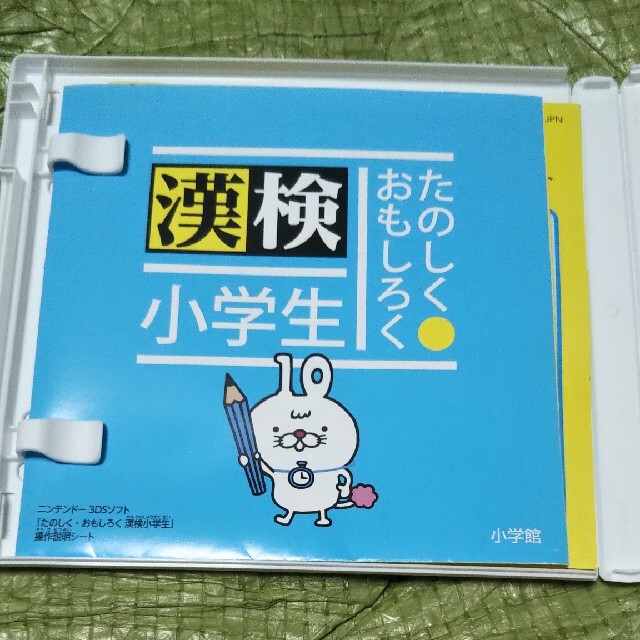 たのしく●
おもしろく
漢検
小学生
10
ニンテンドー3DSソフト
「たのしく・おもしろく 漢検小学生」
操作説明シート
小学館
JPN